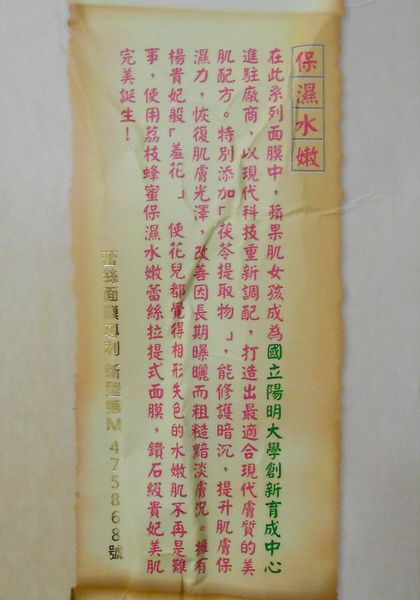 保濕水嫩
在此系列面膜中，蘋果肌女孩成為國立陽明大學創新育成中心
進駐廠商，以現代科技重新調配，打造出最適合現代膚質的美
肌配方。特別添加「茯苓提取物」，能修護暗沉，提升肌膚保
濕力，恢復肌膚光澤，改善因長期曝曬而粗糙黯淡膚況。擁有
楊貴妃般「羞花」 使花兒都覺得相形失色的水嫩肌不再是難
事，使用荔枝蜂蜜保濕水嫩蕾絲拉提式面膜，鑽石級貴妃美肌
完美誕生！
蕾絲面膜專利 新型第M 475868號